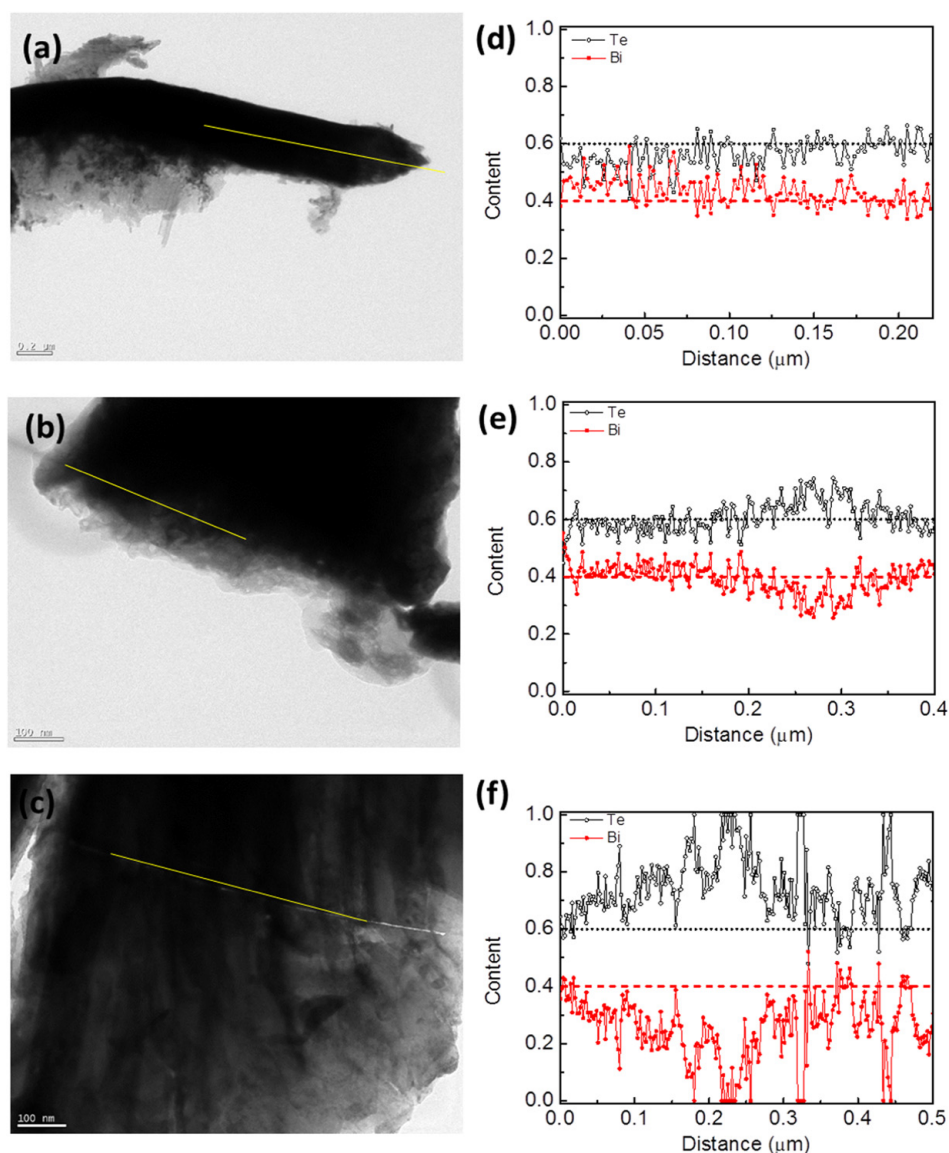 (a)
0.2 μm
(d)
Te
Bi
1.0
0.8
0.6
0.4
0.2
0.0
Content
0.00 0.05 0.10 0.15 0.20
Distance (μm)
(b)
100 nm
(e)
Te
Bi
1.0
0.8
0.6
0.4
0.2
0.0
Content
0.0 0.1 0.2 0.3 0.4
Distance (μm)
(c)
100 nm
(f)
Te
Bi
1.0
0.8
0.6
0.4
0.2
0.0
Content
0.0 0.1 0.2 0.3 0.4 0.5
Distance (μm)